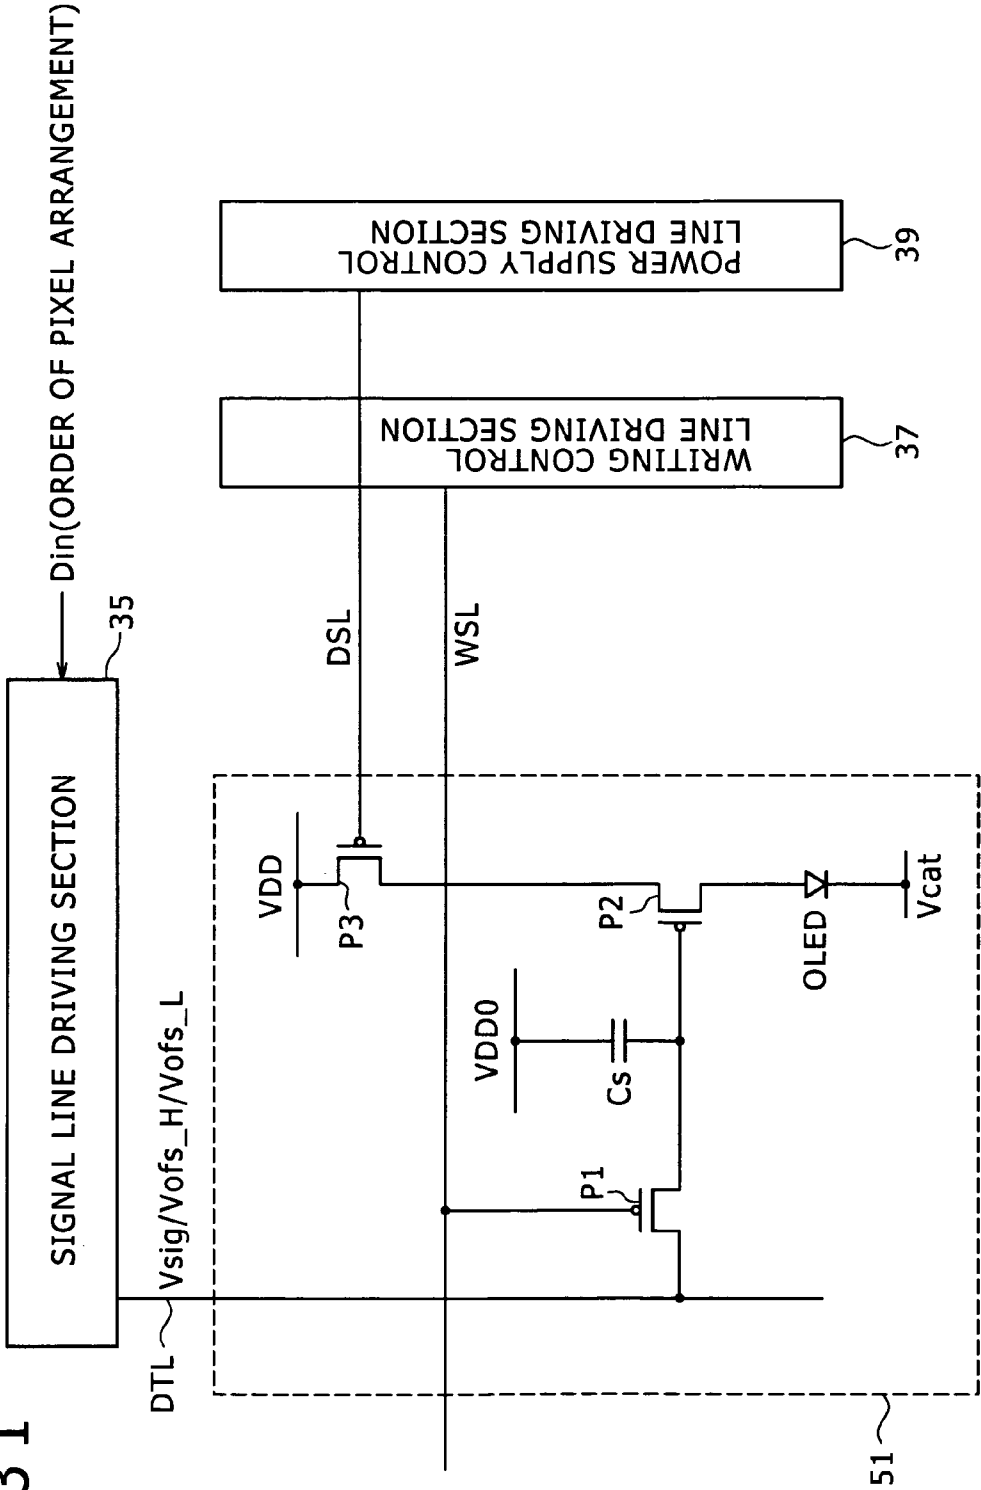 31
Din(ORDER OF PIXEL ARRANGEMENT)
SIGNAL LINE DRIVING SECTION
35
DTL
Vsig/Vofs_H/Vofs_L
VDD
DSL
P3
WSL
VDD0
P2
Cs
P1
OLED
Vcat
WRITING CONTROL
LINE DRIVING SECTION
37
POWER SUPPLY CONTROL
LINE DRIVING SECTION
39
51